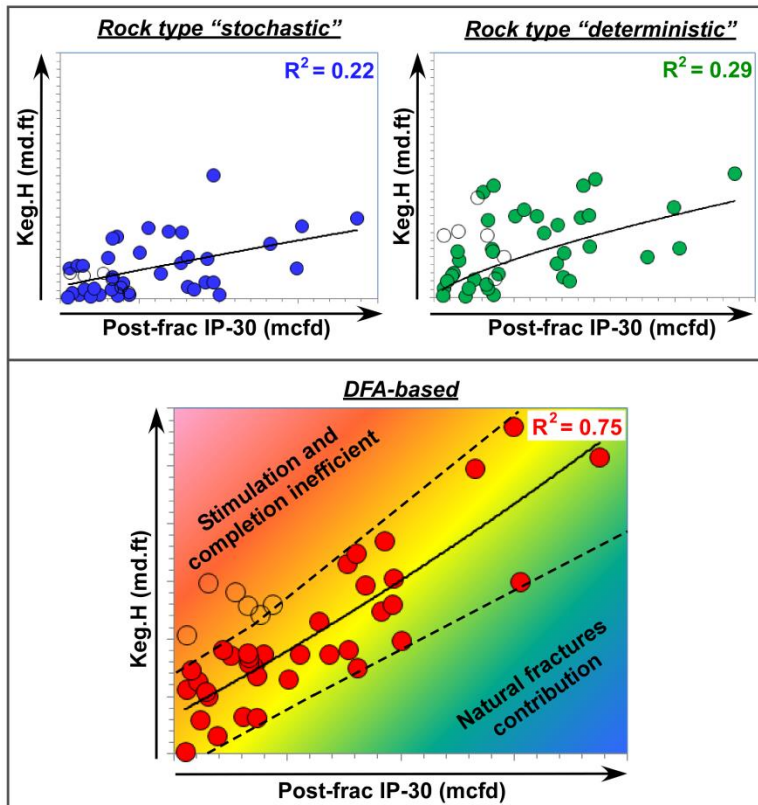 Rock type “stochastic”
R² = 0.22
Keg.H (md.ft)
Post-frac IP-30 (mcfd)
Rock type “deterministic”
R² = 0.29
Keg.H (md.ft)
Post-frac IP-30 (mcfd)
DFA-based
R² = 0.75
Stimulation and
completion inefficient
Keg.H (md.ft)
Natural fractures
contribution
Post-frac IP-30 (mcfd)